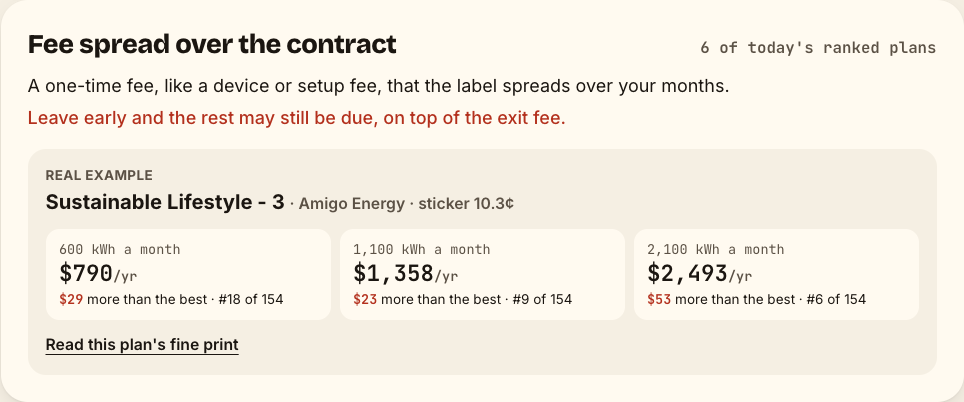 Fee spread over the contract
6 of today's ranked plans
A one-time fee, like a device or setup fee, that the label spreads over your months.
Leave early and the rest may still be due, on top of the exit fee.
REAL EXAMPLE
Sustainable Lifestyle - 3 · Amigo Energy · sticker 10.3¢
600 kWh a month
$790/yr
$29 more than the best · #18 of 154
1,100 kWh a month
$1,358/yr
$23 more than the best · #9 of 154
2,100 kWh a month
$2,493/yr
$53 more than the best · #6 of 154
Read this plan's fine print